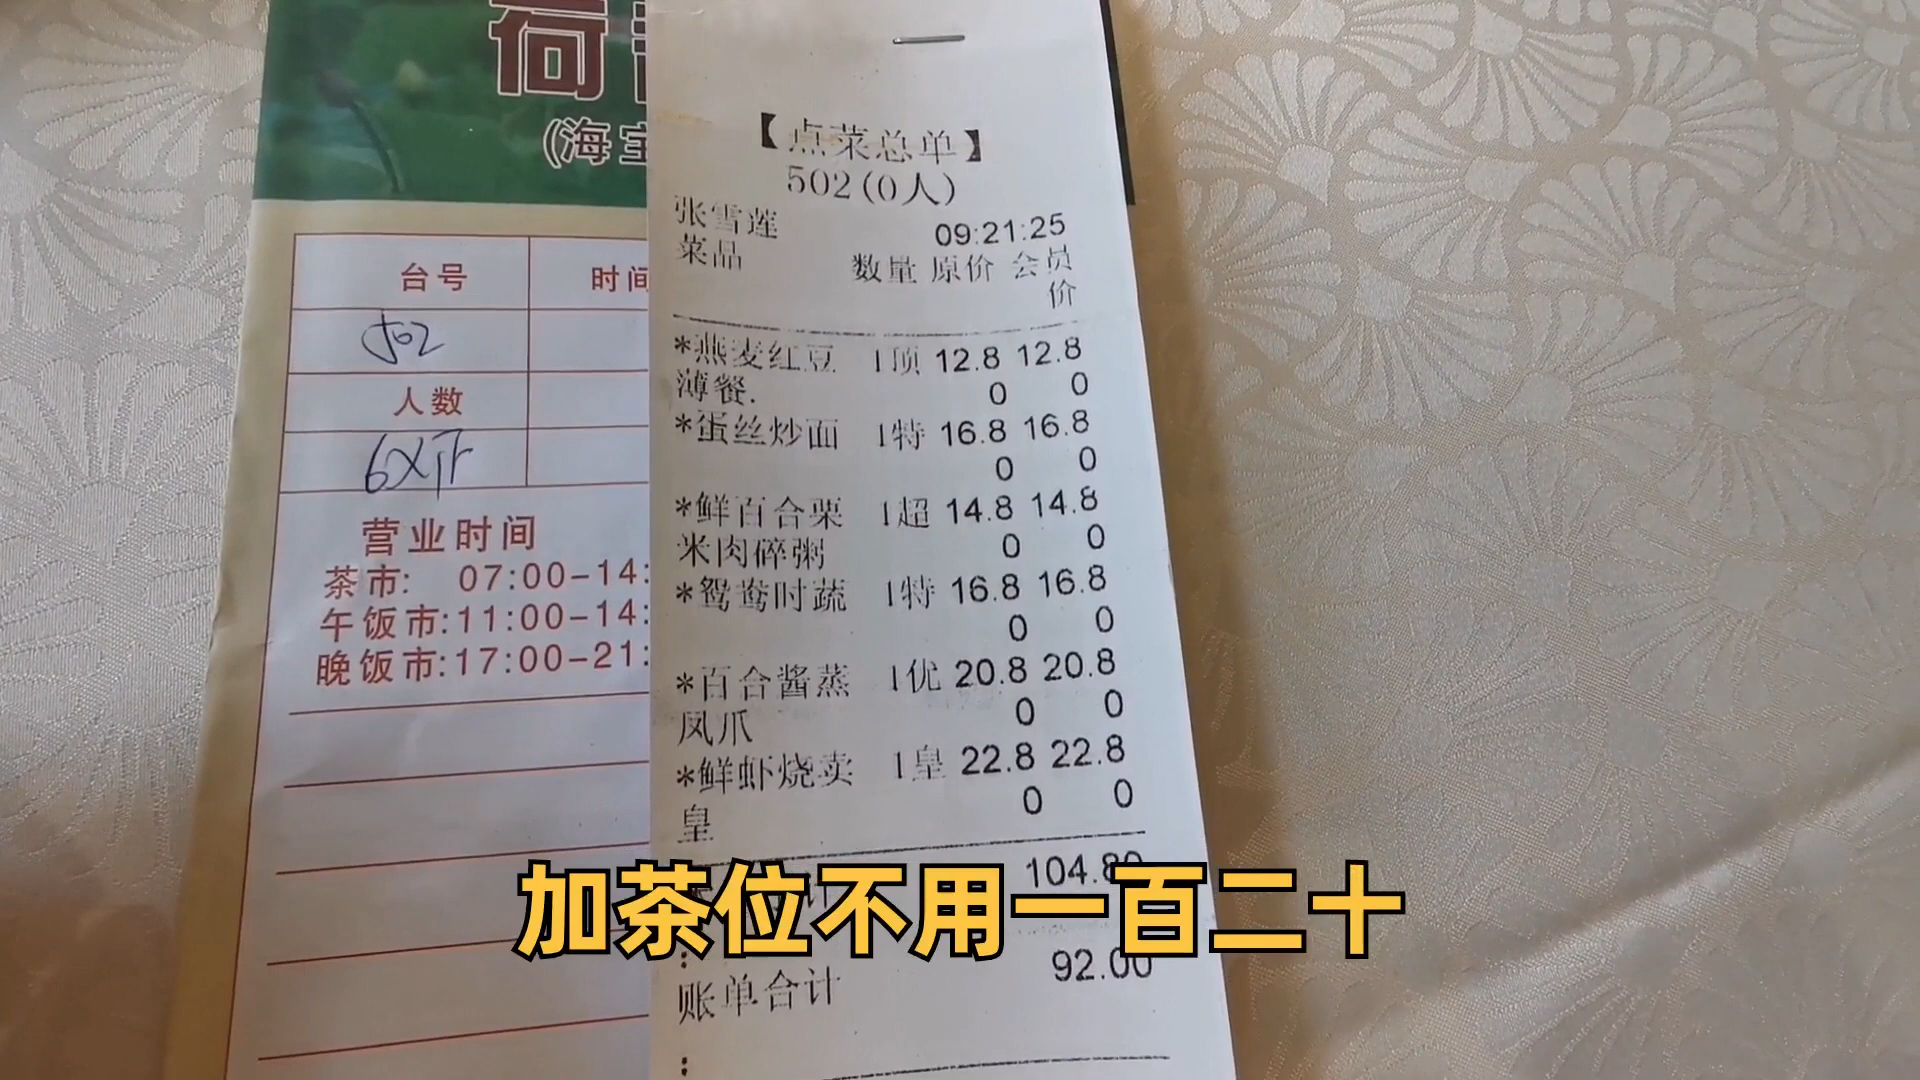 荷
(海宝
台号 时间
502
人数
营业时间
茶市: 07:00-14:
午饭市:11:00-14:
晚饭市:17:00-21:
【点菜总单】
502(0人)
张雪莲 09:21:25
菜品 数量 原价 会员
价
*燕麦红豆 1顶 12.8 12.8
薄餐. 0 0
*蛋丝炒面 1特 16.8 16.8
0 0
*鲜百合粟 1超 14.8 14.8
米肉碎粥 0 0
*鸳鸯时蔬 1特 16.8 16.8
0 0
*百合酱蒸 1优 20.8 20.8
凤爪 0 0
*鲜虾烧卖 1皇 22.8 22.8
皇 0 0
104.80
加茶位不用一百二十
账单合计 92.00